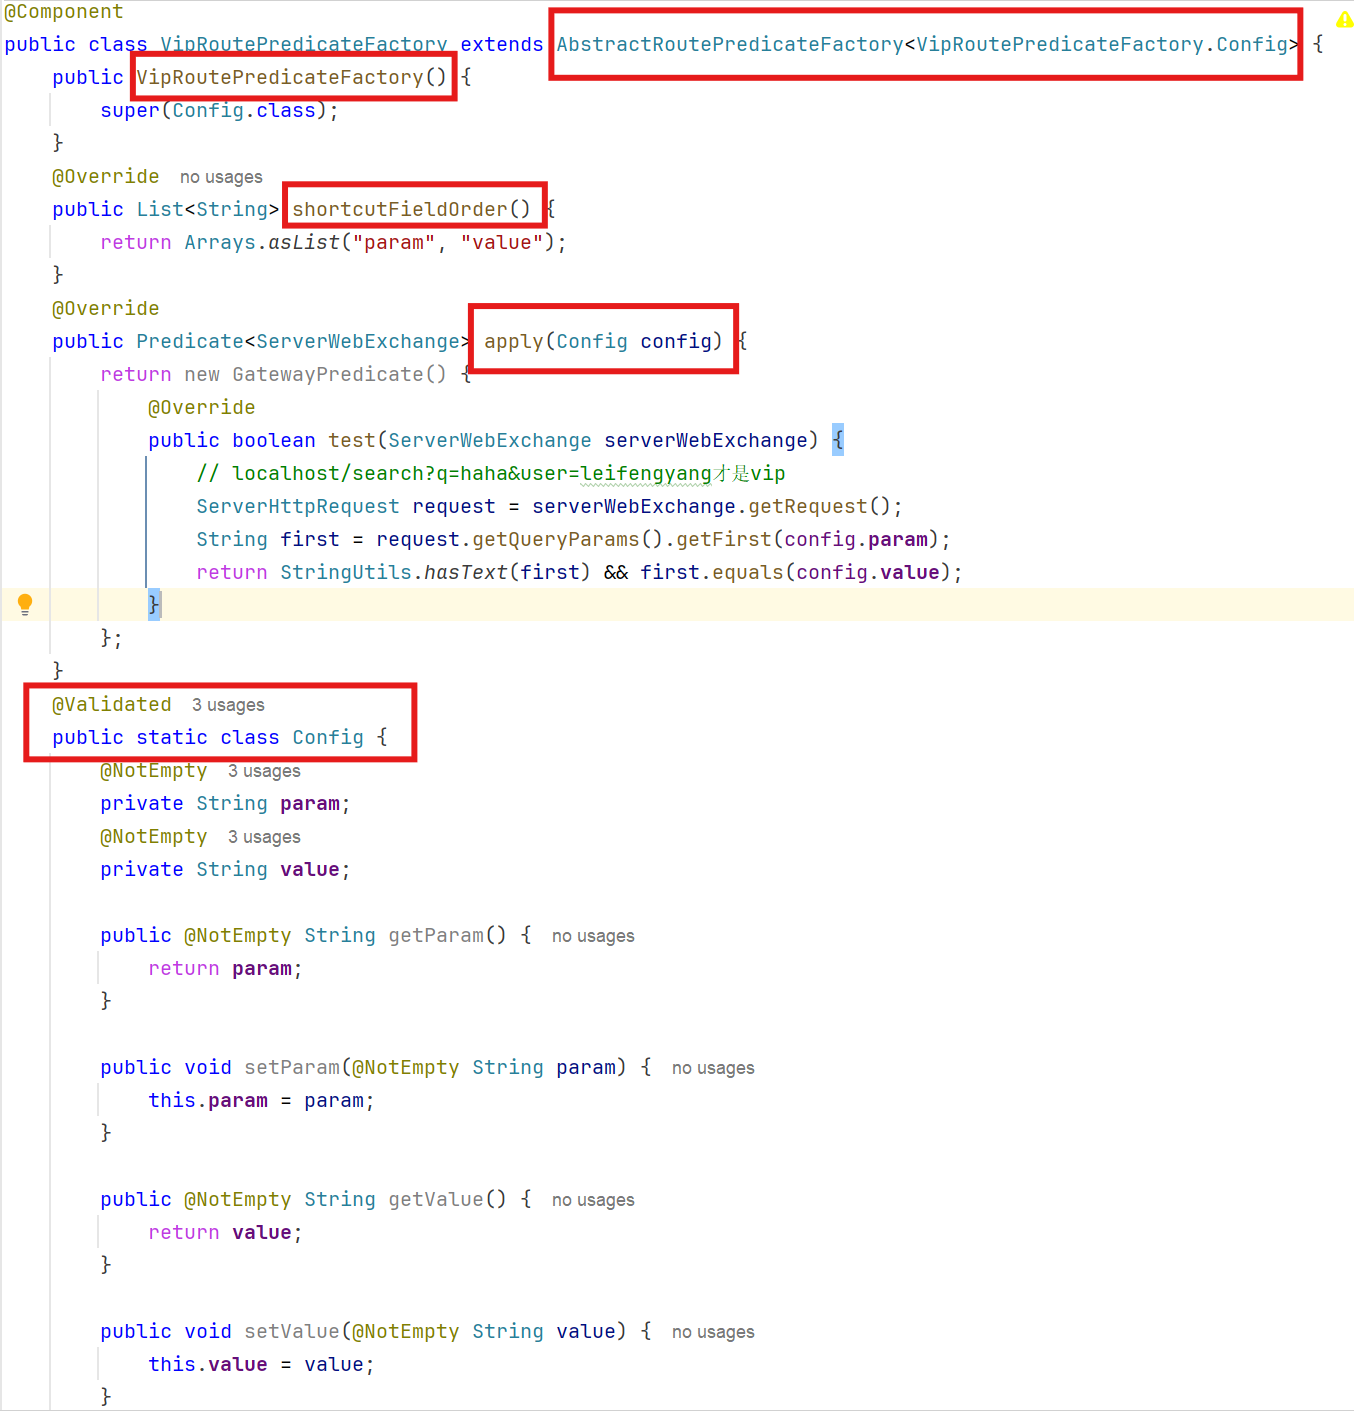 @Component
public class VipRoutePredicateFactory extends AbstractRoutePredicateFactory<VipRoutePredicateFactory.Config> {
    public VipRoutePredicateFactory() {
        super(Config.class);
    }
    @Override no usages
    public List<String> shortcutFieldOrder() {
        return Arrays.asList("param", "value");
    }
    @Override
    public Predicate<ServerWebExchange> apply(Config config) {
        return new GatewayPredicate() {
            @Override
            public boolean test(ServerWebExchange serverWebExchange) {
                // localhost/search?q=haha&user=leifengyang才是vip
                ServerHttpRequest request = serverWebExchange.getRequest();
                String first = request.getQueryParams().getFirst(config.param);
                return StringUtils.hasText(first) && first.equals(config.value);
            }
        };
    }
    @Validated 3 usages
    public static class Config {
        @NotEmpty 3 usages
        private String param;
        @NotEmpty 3 usages
        private String value;
        public @NotEmpty String getParam() { no usages
            return param;
        }
        public void setParam(@NotEmpty String param) { no usages
            this.param = param;
        }
        public @NotEmpty String getValue() { no usages
            return value;
        }
        public void setValue(@NotEmpty String value) { no usages
            this.value = value;
        }